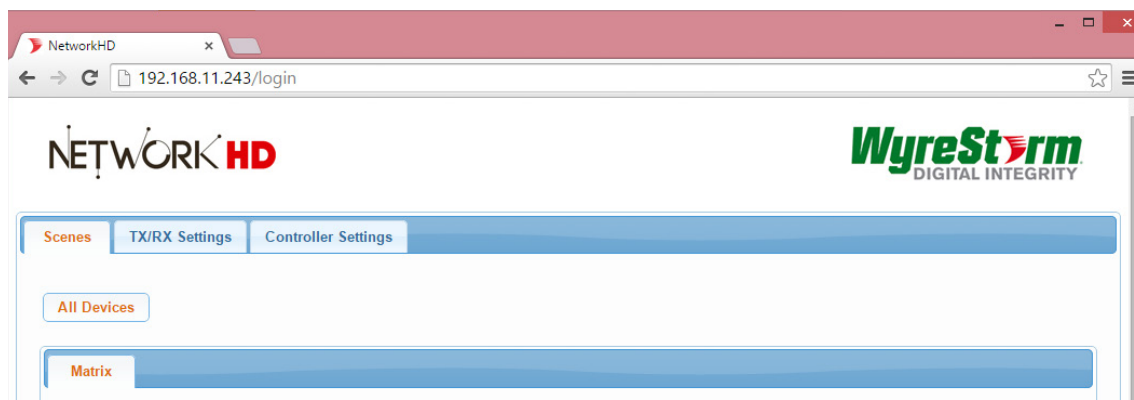 NetworkHD
192.168.11.243/login
NETWORK HD
WyreStorm
DIGITAL INTEGRITY
Scenes TX/RX Settings Controller Settings
All Devices
Matrix